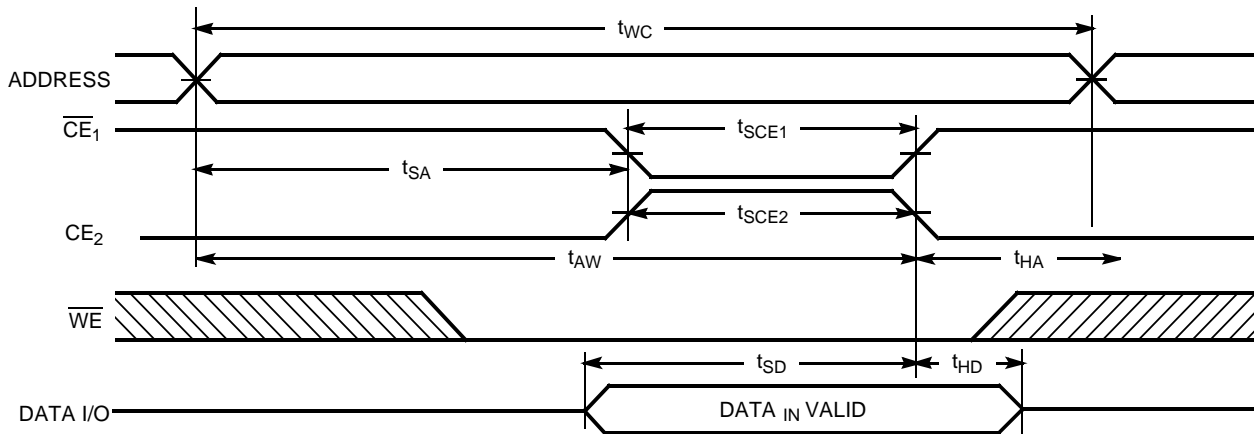 tWC
ADDRESS
CE1
tSCE1
tSA
tSCE2
CE2
tAW
tHA
WE
tSD
tHD
DATA I/O
DATA IN VALID